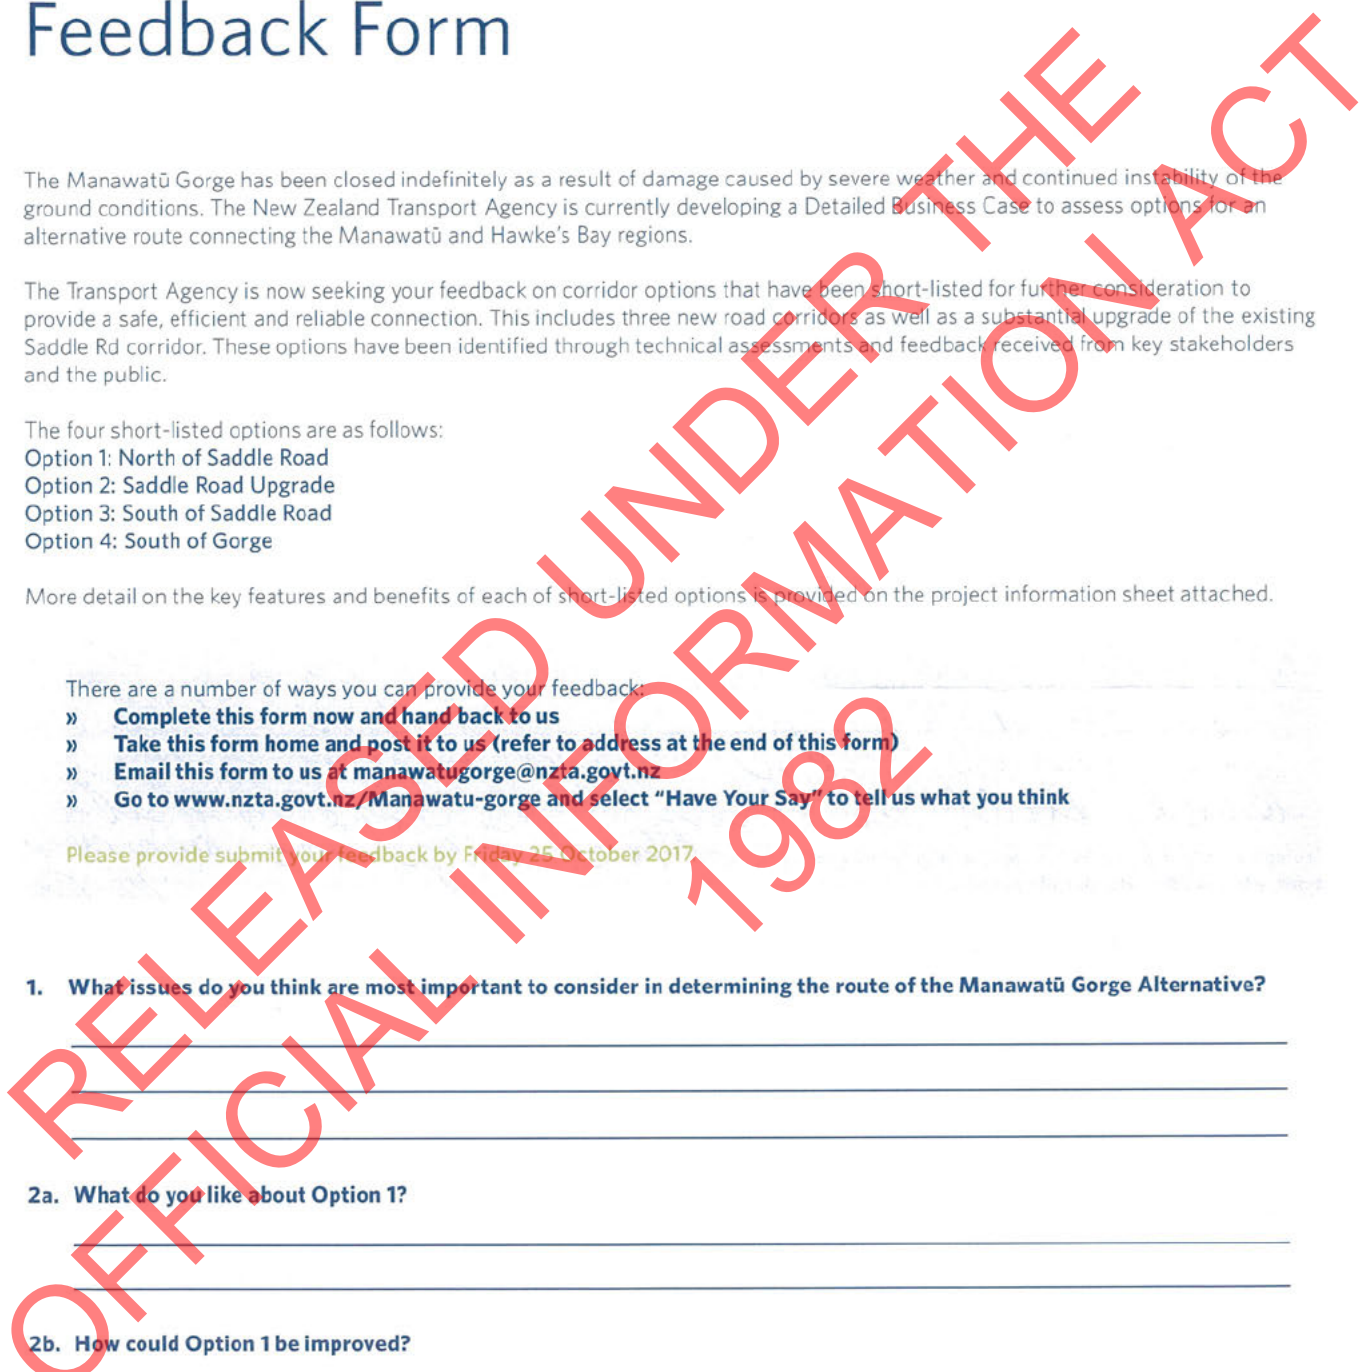 Feedback Form
The Manawatū Gorge has been closed indefinitely as a result of damage caused by severe weather and continued instability of the
ground conditions. The New Zealand Transport Agency is currently developing a Detailed Business Case to assess options for an
alternative route connecting the Manawatū and Hawke's Bay regions.
The Transport Agency is now seeking your feedback on corridor options that have been short-listed for further consideration to
provide a safe, efficient and reliable connection. This includes three new road corridors as well as a substantial upgrade of the existing
Saddle Rd corridor. These options have been identified through technical assessments and feedback received from key stakeholders
and the public.
The four short-listed options are as follows:
Option 1: North of Saddle Road
Option 2: Saddle Road Upgrade
Option 3: South of Saddle Road
Option 4: South of Gorge
More detail on the key features and benefits of each of short-listed options is provided on the project information sheet attached.
There are a number of ways you can provide your feedback:
» Complete this form now and hand back to us
» Take this form home and post it to us (refer to address at the end of this form)
» Email this form to us at manawatugorge@nzta.govt.nz
» Go to www.nzta.govt.nz/Manawatu-gorge and select "Have Your Say" to tell us what you think
Please provide submit your feedback by Friday 25 October 2017
1. What issues do you think are most important to consider in determining the route of the Manawatū Gorge Alternative?
2a. What do you like about Option 1?
2b. How could Option 1 be improved?
RELEASED UNDER THE
OFFICIAL INFORMATION ACT
1982